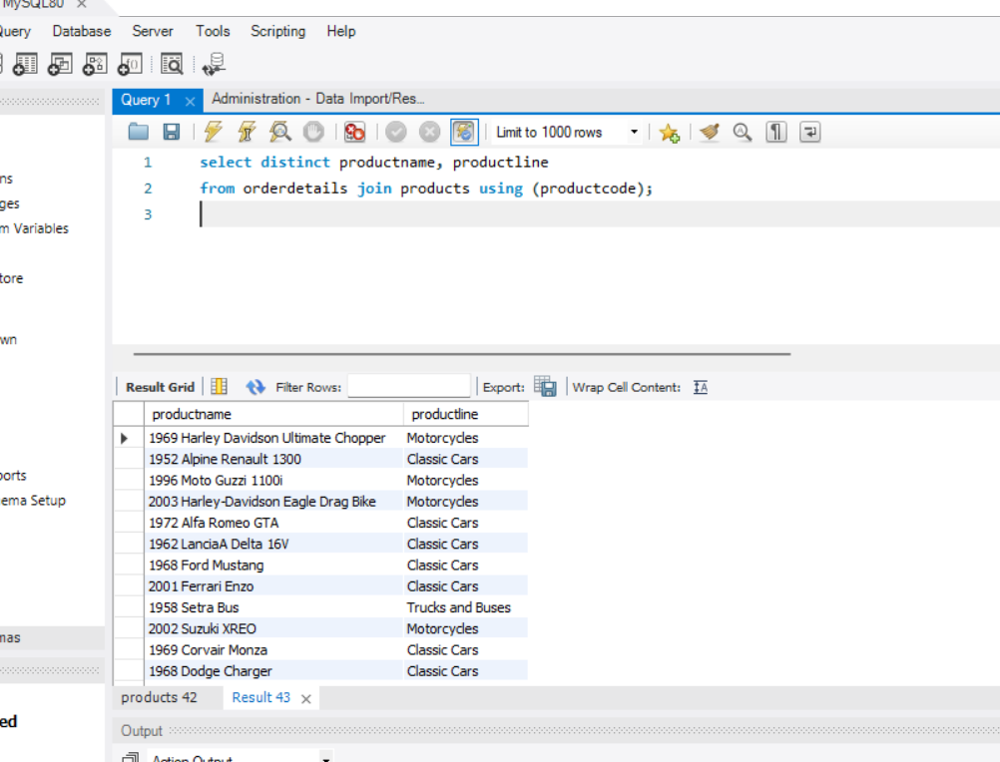 MySQL80 ×
Query Database Server Tools Scripting Help
Query 1 × Administration - Data Import/Res...
Limit to 1000 rows
1 select distinct productname, productline
2 from orderdetails join products using (productcode);
3
ns
ges
m Variables
tore
wn
ports
ema Setup
mas
ed
Result Grid Filter Rows: Export: Wrap Cell Content: IA
productname productline
1969 Harley Davidson Ultimate Chopper Motorcycles
1952 Alpine Renault 1300 Classic Cars
1996 Moto Guzzi 1100i Motorcycles
2003 Harley-Davidson Eagle Drag Bike Motorcycles
1972 Alfa Romeo GTA Classic Cars
1962 LanciaA Delta 16V Classic Cars
1968 Ford Mustang Classic Cars
2001 Ferrari Enzo Classic Cars
1958 Setra Bus Trucks and Buses
2002 Suzuki XREO Motorcycles
1969 Corvair Monza Classic Cars
1968 Dodge Charger Classic Cars
products 42 Result 43 ×
Output
Action Output